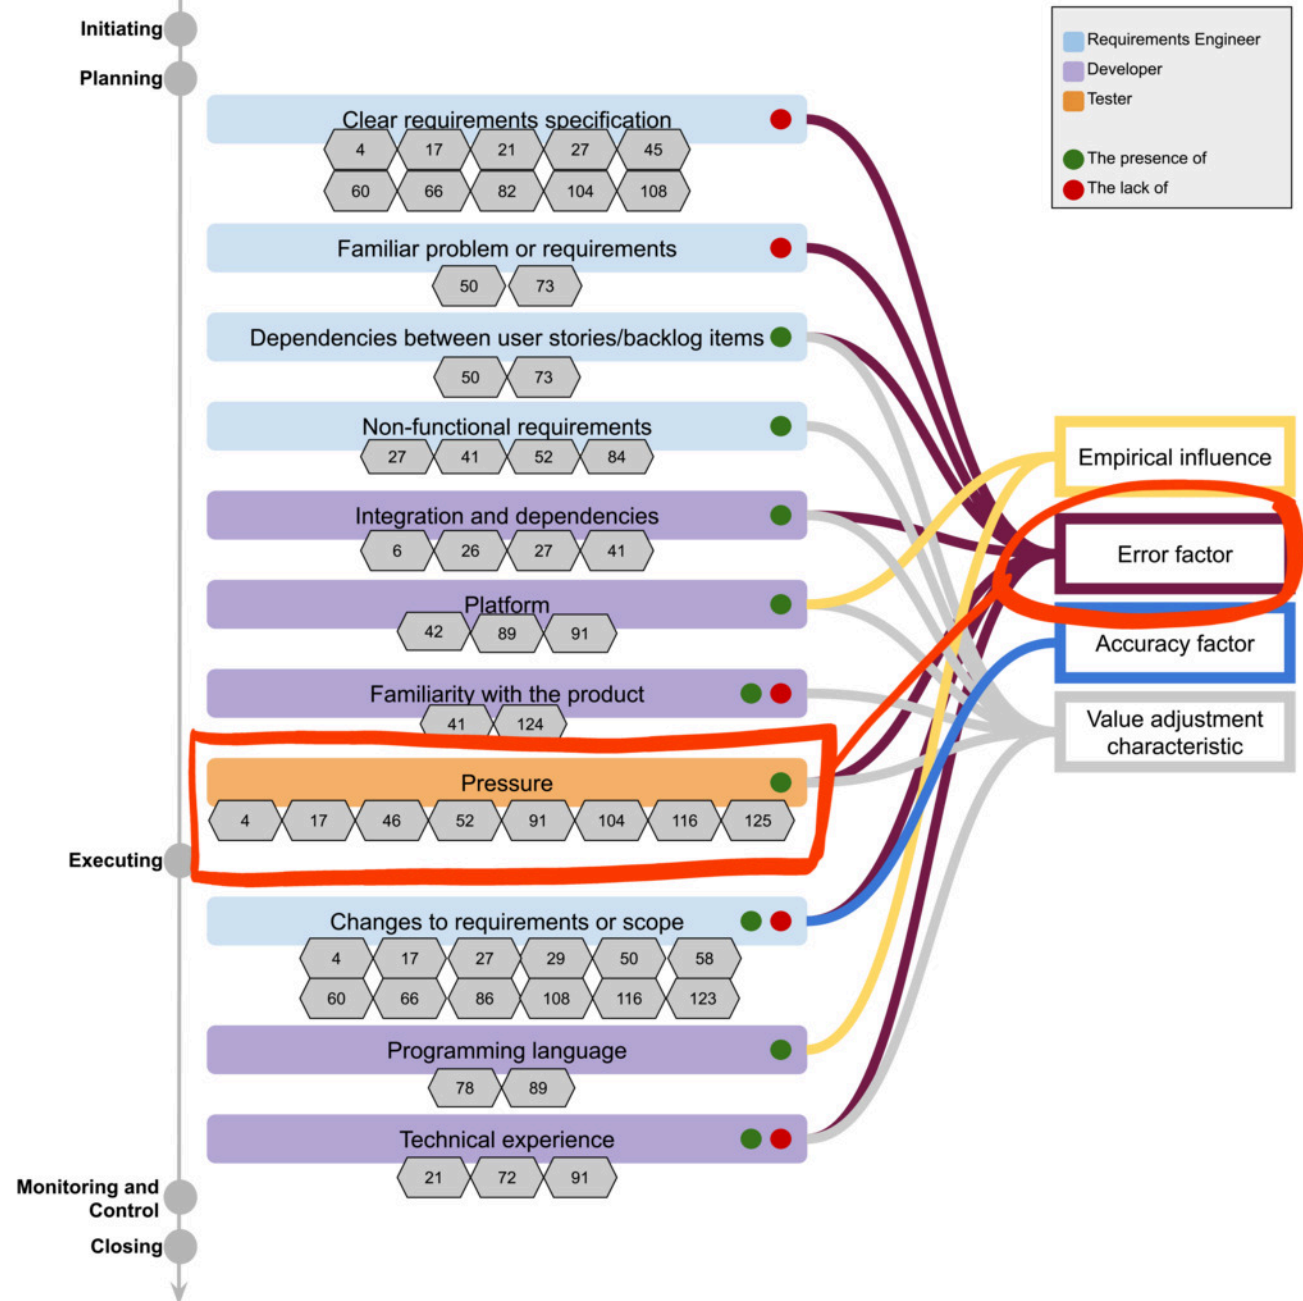 Initiating
Planning
Requirements Engineer
Developer
Tester
The presence of
The lack of
Clear requirements specification
4 17 21 27 45
60 66 82 104 108
Familiar problem or requirements
50 73
Dependencies between user stories/backlog items
50 73
Non-functional requirements
27 41 52 84
Integration and dependencies
6 26 27 41
Platform
42 89 91
Familiarity with the product
41 124
Pressure
4 17 46 52 91 104 116 125
Executing
Changes to requirements or scope
4 17 27 29 50 58
60 66 86 108 116 123
Programming language
78 89
Technical experience
21 72 91
Monitoring and
Control
Closing
Empirical influence
Error factor
Accuracy factor
Value adjustment
characteristic